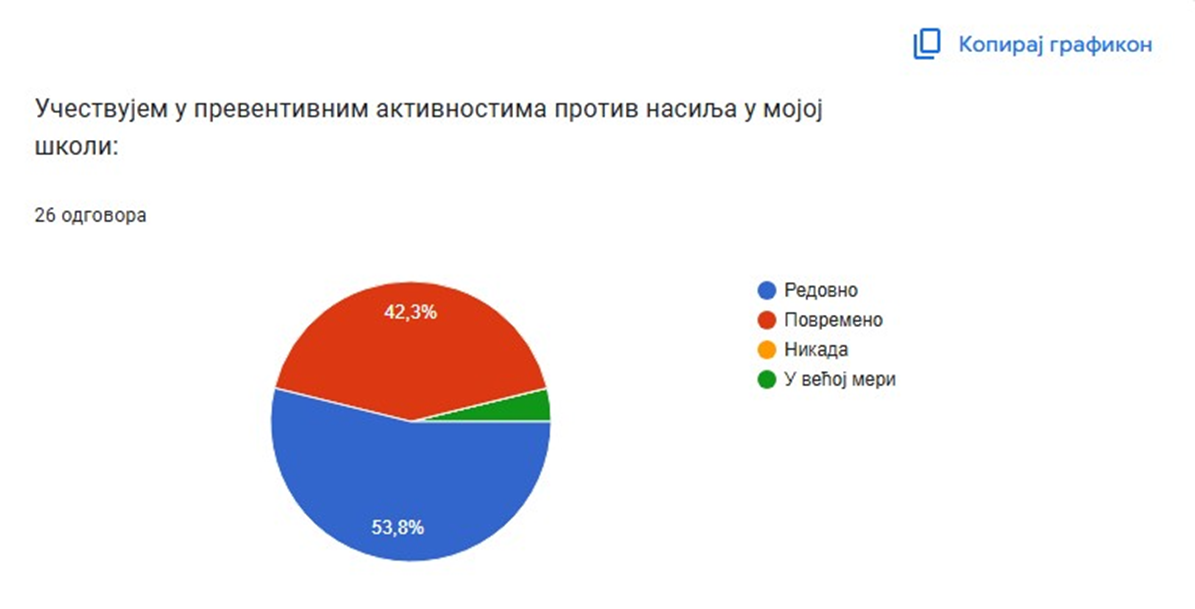 Копирај графикон
Учествујем у превентивним активностима против насиља у мојој
школи:
26 одговора
42,3%
53,8%
Редовно
Повремено
Никада
У већој мери